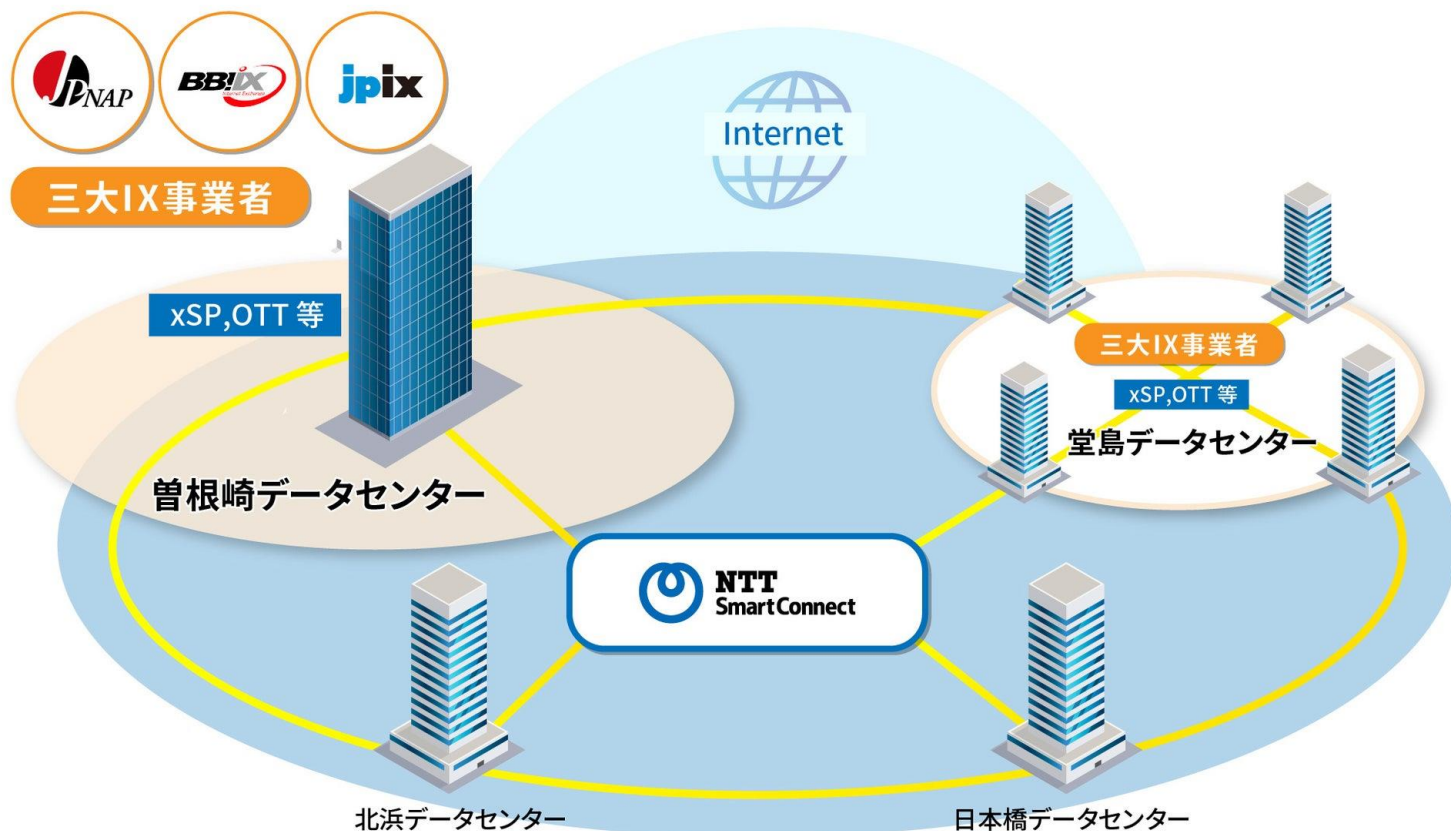 JPNAP
BBIX
Internet Exchange
jpix
三大IX事業者
Internet
xSP,OTT 等
三大IX事業者
xSP,OTT 等
堂島データセンター
曽根崎データセンター
NTT
SmartConnect
北浜データセンター
日本橋データセンター